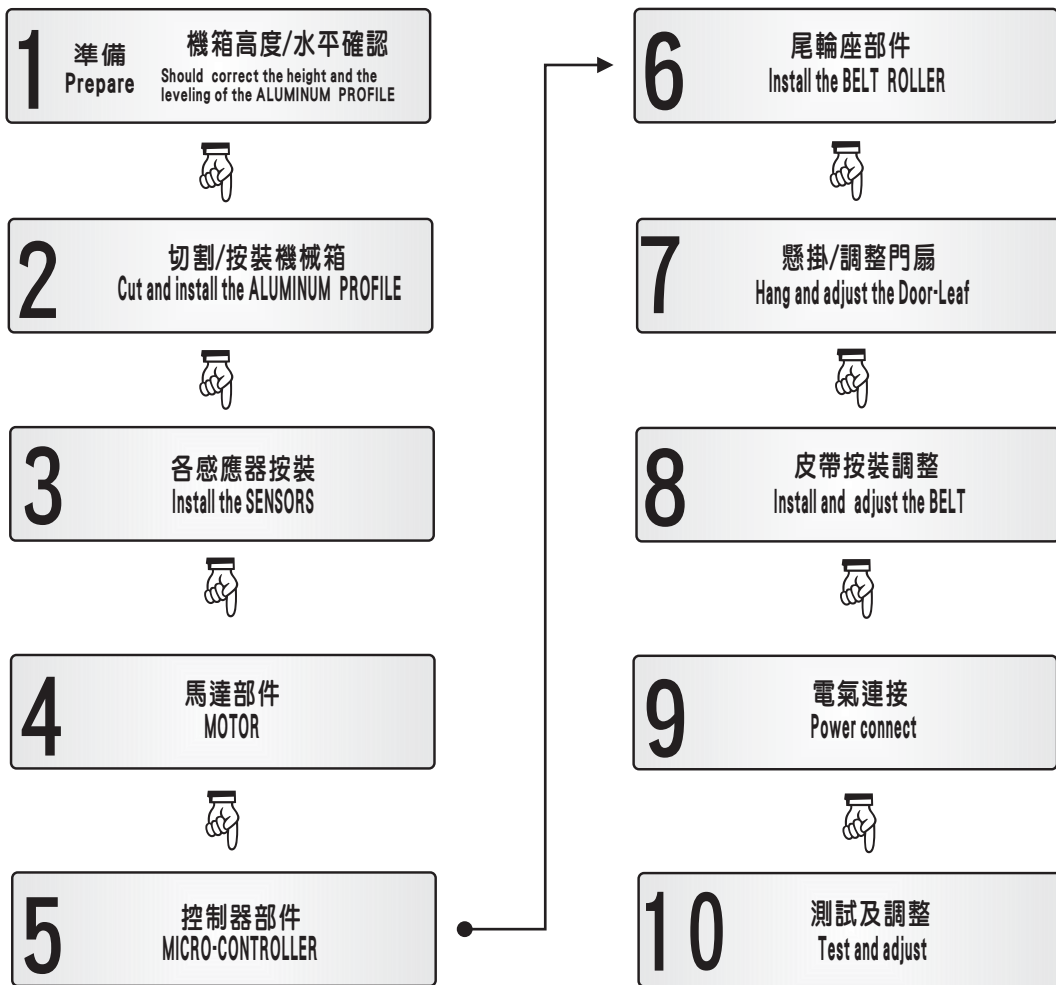 1
準備
Prepare
機箱高度/水平確認
Should correct the height and the
leveling of the ALUMINUM PROFILE
2
切割/按裝機械箱
Cut and install the ALUMINUM PROFILE
3
各感應器按裝
Install the SENSORS
4
馬達部件
MOTOR
5
控制器部件
MICRO-CONTROLLER
6
尾輪座部件
Install the BELT ROLLER
7
懸掛/調整門扇
Hang and adjust the Door-Leaf
8
皮帶按裝調整
Install and adjust the BELT
9
電氣連接
Power connect
10
測試及調整
Test and adjust